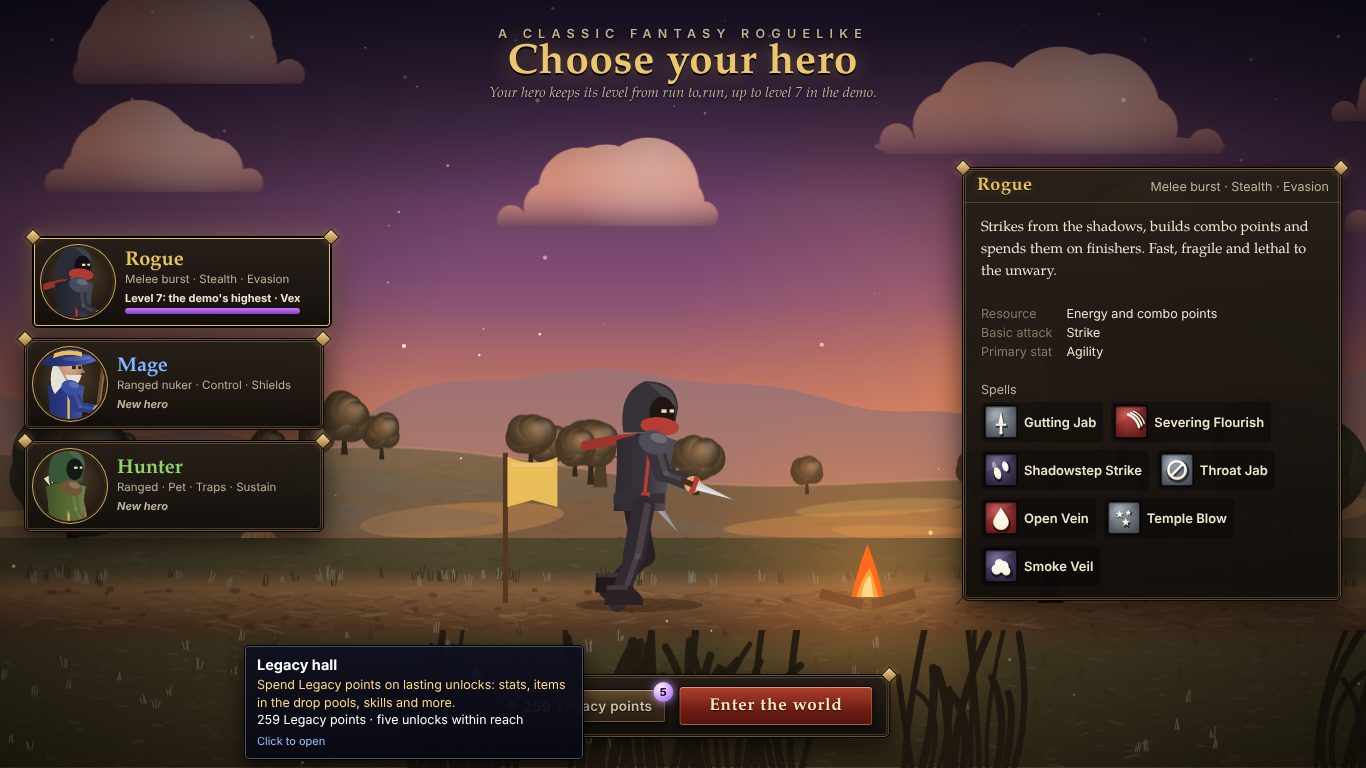 A CLASSIC FANTASY ROGUELIKE
Choose your hero
Your hero keeps its level from run to run, up to level 7 in the demo.
Rogue
Melee burst · Stealth · Evasion
Level 7: the demo's highest · Vex
Mage
Ranged nuker · Control · Shields
New hero
Hunter
Ranged · Pet · Traps · Sustain
New hero
Rogue
Melee burst · Stealth · Evasion
Strikes from the shadows, builds combo points and
spends them on finishers. Fast, fragile and lethal to
the unwary.
Resource Energy and combo points
Basic attack Strike
Primary stat Agility
Spells
Gutting Jab Severing Flourish
Shadowstep Strike Throat Jab
Open Vein Temple Blow
Smoke Veil
Legacy hall
Spend Legacy points on lasting unlocks: stats, items
in the drop pools, skills and more.
259 Legacy points · five unlocks within reach
Click to open
259 Legacy points 5
Enter the world